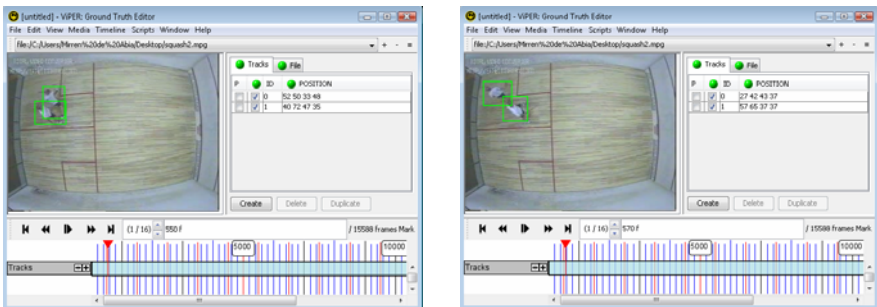 [untitled] - ViPER: Ground Truth Editor
File Edit View Media Timeline Scripts Window Help
file:/C:/Users/Mirren%20de%20Abia/Desktop/squash2.mpg
Tracks File
P ID POSITION
0 52 50 33 48
1 40 72 47 35
Create Delete Duplicate
(1 / 16) 550 f / 15588 frames Mark
5000 10000
Tracks
[untitled] - ViPER: Ground Truth Editor
File Edit View Media Timeline Scripts Window Help
file:/C:/Users/Mirren%20de%20Abia/Desktop/squash2.mpg
Tracks File
P ID POSITION
0 27 42 43 37
1 57 65 37 37
Create Delete Duplicate
(1 / 16) 570 f / 15588 frames Mark
5000 10000
Tracks